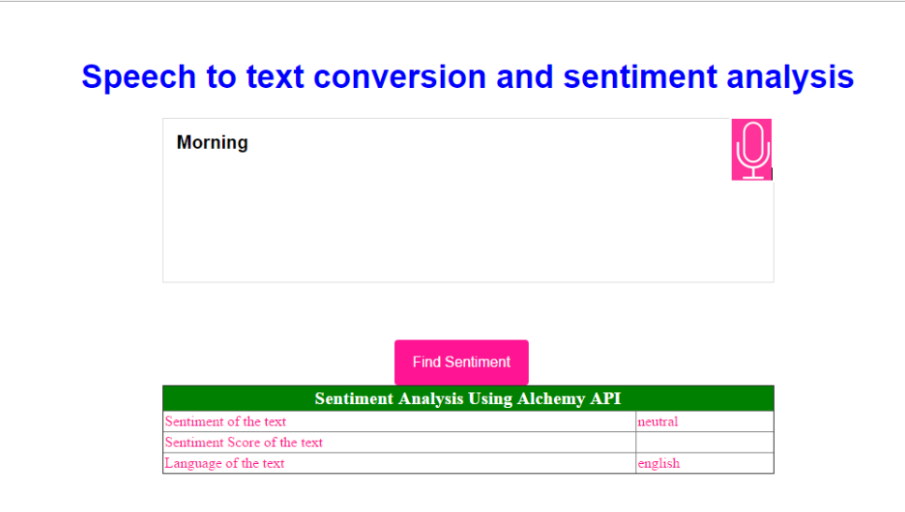 Speech to text conversion and sentiment analysis
Morning
Find Sentiment
Sentiment Analysis Using Alchemy API
Sentiment of the text neutral
Sentiment Score of the text
Language of the text english